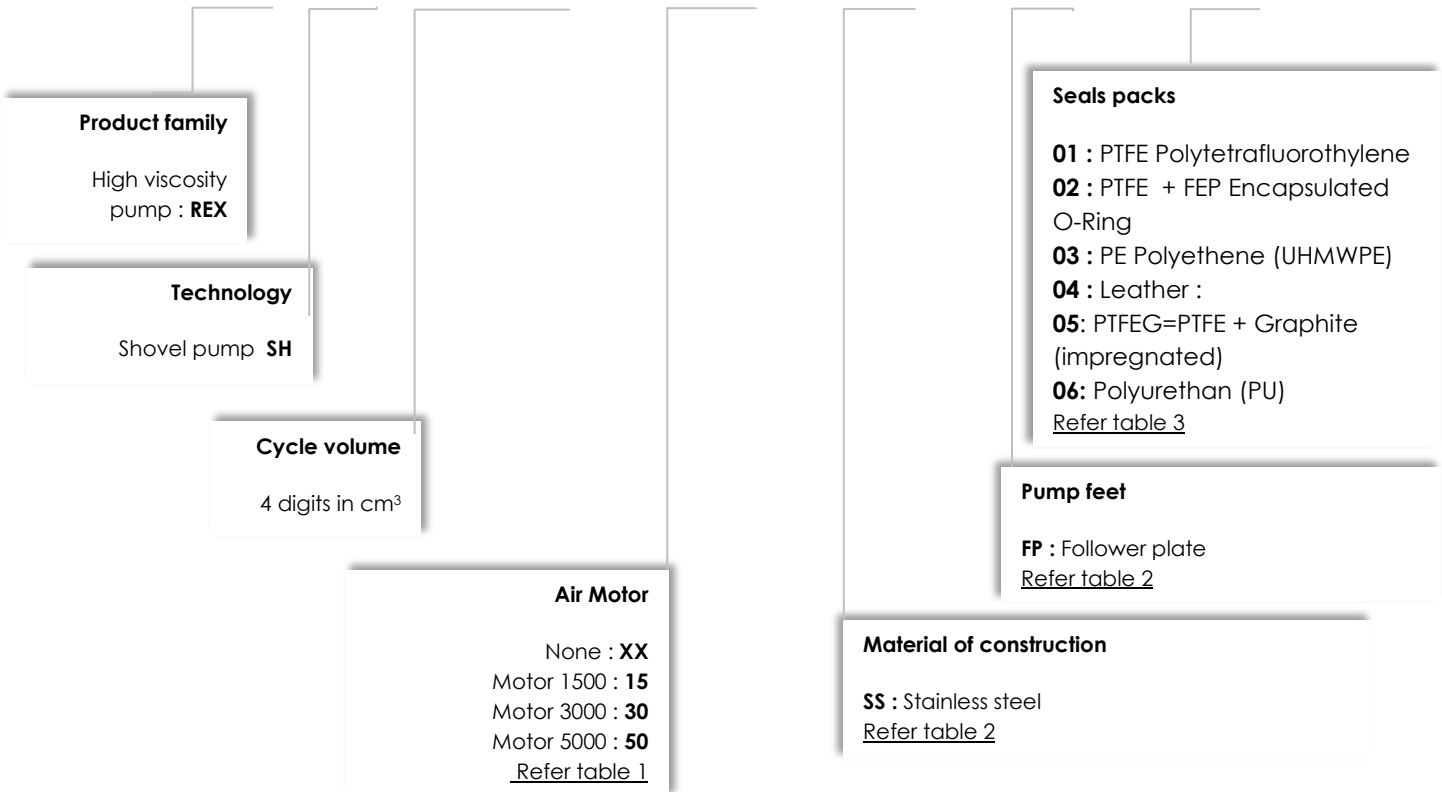 Product family
High viscosity
pump : REX
Technology
Shovel pump SH
Cycle volume
4 digits in cm³
Air Motor
None : XX
Motor 1500 : 15
Motor 3000 : 30
Motor 5000 : 50
Refer table 1
Seals packs
01 : PTFE Polytetrafluorothylene
02 : PTFE + FEP Encapsulated
O-Ring
03 : PE Polyethene (UHMWPE)
04 : Leather :
05: PTFEG=PTFE + Graphite
(impregnated)
06: Polyurethan (PU)
Refer table 3
Pump feet
FP : Follower plate
Refer table 2
Material of construction
SS : Stainless steel
Refer table 2